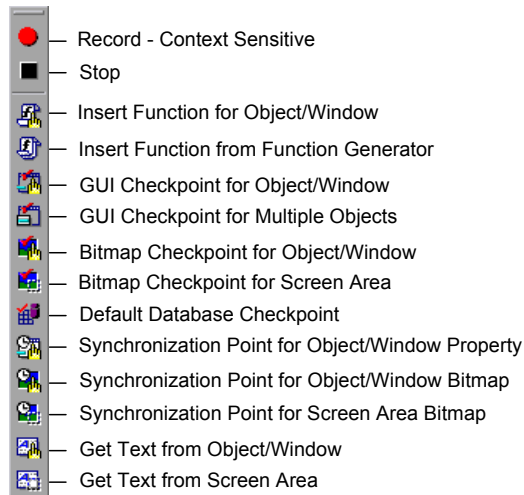 Record - Context Sensitive
Stop
Insert Function for Object/Window
Insert Function from Function Generator
GUI Checkpoint for Object/Window
GUI Checkpoint for Multiple Objects
Bitmap Checkpoint for Object/Window
Bitmap Checkpoint for Screen Area
Default Database Checkpoint
Synchronization Point for Object/Window Property
Synchronization Point for Object/Window Bitmap
Synchronization Point for Screen Area Bitmap
Get Text from Object/Window
Get Text from Screen Area